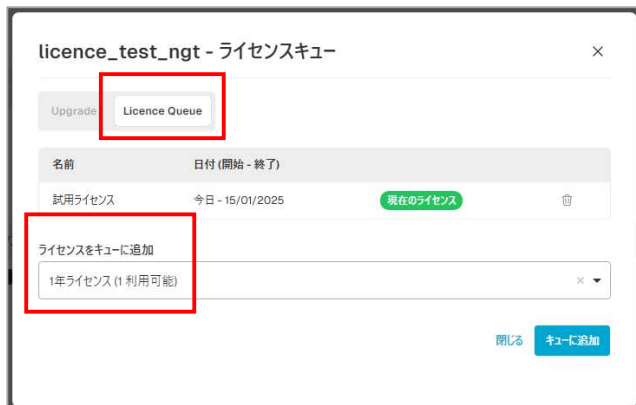 licence_test_ngt - ライセンスキュー
Upgrade Licence Queue
名前 日付 (開始 - 終了)
試用ライセンス 今日 - 15/01/2025 現在のライセンス
ライセンスをキューに追加
1年ライセンス (1 利用可能)
閉じる キューに追加